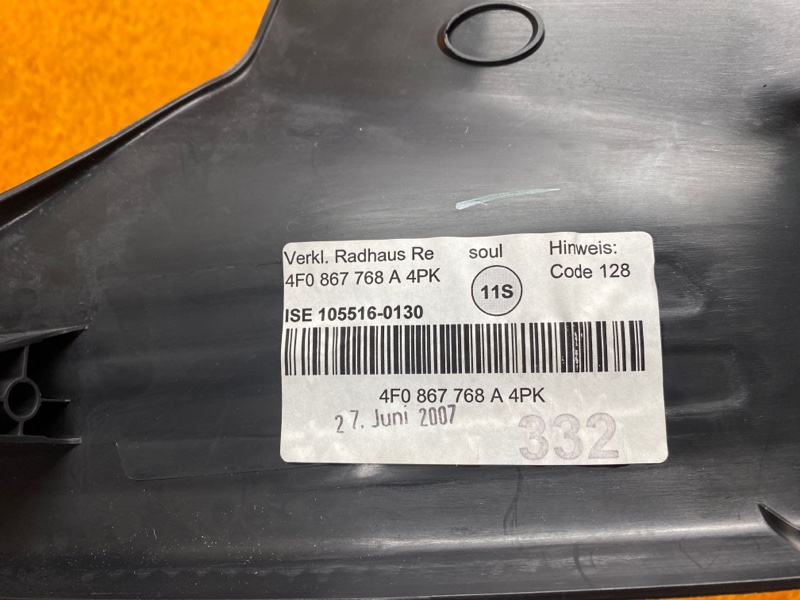 Verkl. Radhaus Re soul Hinweis:
4F0 867 768 A 4PK 11S Code 128
ISE 105516-0130
4F0 867 768 A 4PK
27. Juni 2007
332